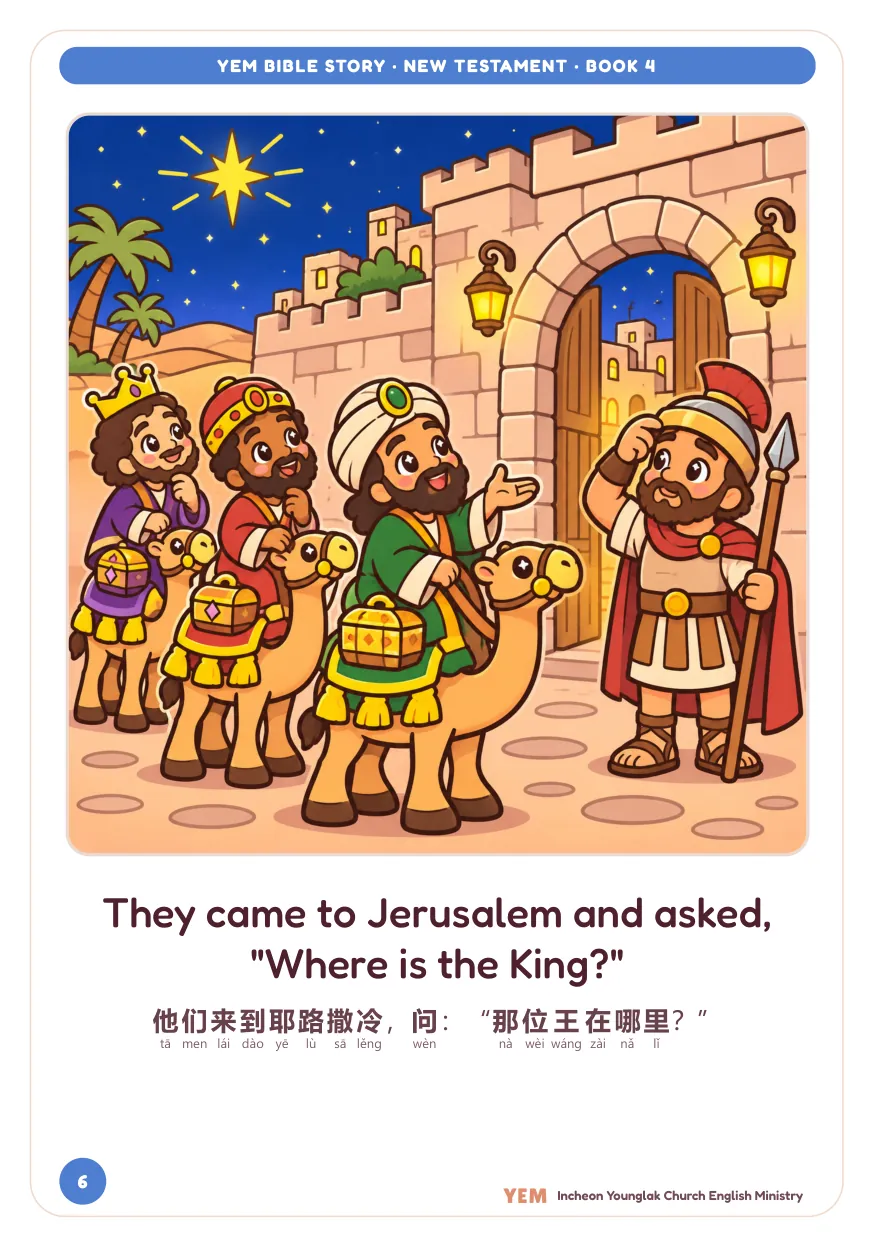 YEM BIBLE STORY · NEW TESTAMENT · BOOK 4
They came to Jerusalem and asked,
"Where is the King?"
他们来到耶路撒冷，问：“那位王在哪里？”
tā men lái dào yē lù sā lěng wèn nà wèi wáng zài nǎ lǐ
6
YEM Incheon Younglak Church English Ministry